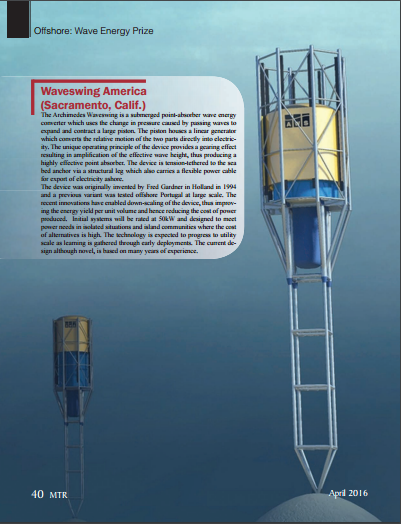 Offshore: Wave Energy Prize
Waveswing America
(Sacramento, Calif.)
The Archimedes Waveswing is a submerged point-absorber wave energy
converter which uses the change in pressure caused by passing waves to
expand and contract a large piston. The piston houses a linear generator
which converts the relative motion of the two parts directly into electric-
ity. The unique operating principle of the device provides a gearing effect
resulting in amplification of the effective wave height, thus producing a
highly effective point absorber. The device is tension-tethered to the sea
bed anchor via a structural leg which also carries a flexible power cable
for export of electricity ashore.
The device was originally invented by Fred Gardner in Holland in 1994
and a previous variant was tested offshore Portugal at large scale. The
recent innovations have enabled down-scaling of the device, thus improv-
ing the energy yield per unit volume and hence reducing the cost of power
produced. Initial systems will be rated at 50kW and designed to meet
power needs in isolated situations and island communities where the cost
of alternatives is high. The technology is expected to progress to utility
scale as learning is gathered through early deployments. The current de-
sign although novel, is based on many years of experience.
40 MTR
April 2016